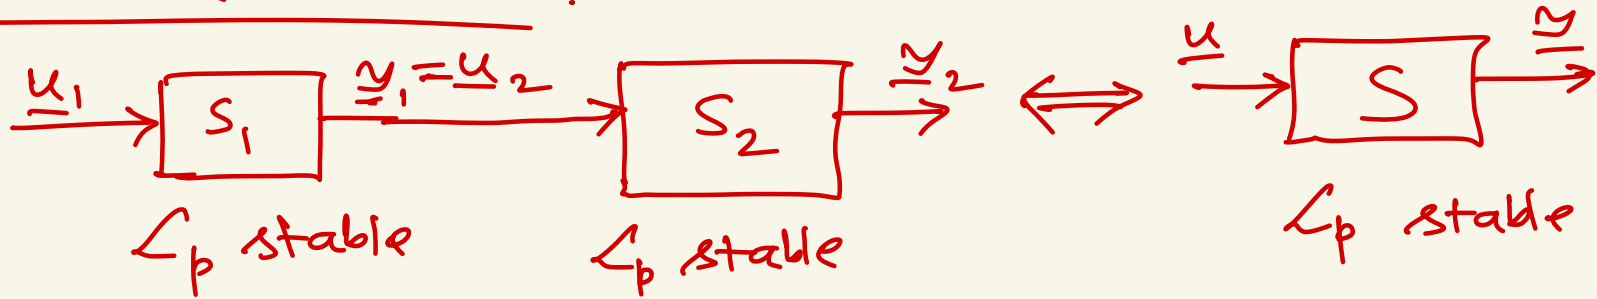 u₁ S₁ y₁ = u₂ S₂ y₂ ⟺ u S y
ℒp stable ℒp stable ℒp stable